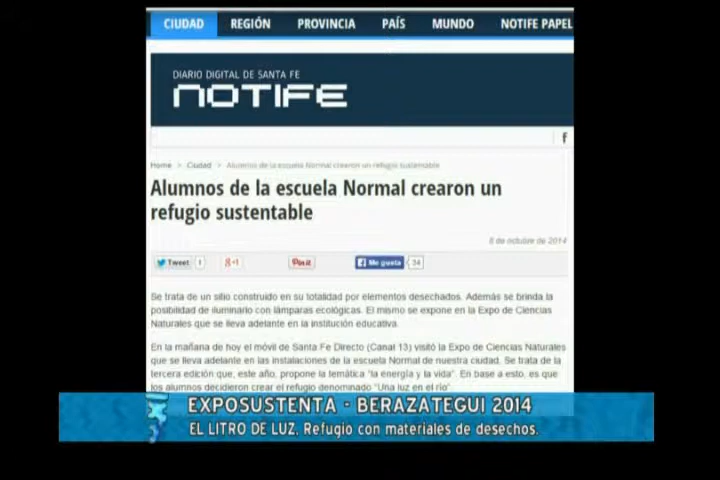 CIUDAD REGIÓN PROVINCIA PAÍS MUNDO NOTIFE PAPEL
DIARIO DIGITAL DE SANTA FE
NOTIFE
f
Home > Ciudad > Alumnos de la escuela Normal crearon un refugio sustentable
Alumnos de la escuela Normal crearon un
refugio sustentable
8 de octubre de 2014
Tweet 1 g+1 Pin it f Me gusta 34
Se trata de un sitio construido en su totalidad por elementos desechados. Además se brinda la
posibilidad de iluminarlo con lámparas ecológicas. El mismo se expone en la Expo de Ciencias
Naturales que se lleva adelante en la institución educativa.
En la mañana de hoy el móvil de Santa Fe Directo (Canal 13) visitó la Expo de Ciencias Naturales
que se lleva adelante en las instalaciones de la escuela Normal de nuestra ciudad. Se trata de la
tercera edición que, este año, propone la temática "la energía y la vida". En base a esto, es que
los alumnos decidieron crear el refugio denominado "Una luz en el río".
EXPOSUSTENTA - BERAZATEGUI 2014
EL LITRO DE LUZ. Refugio con materiales de desechos.